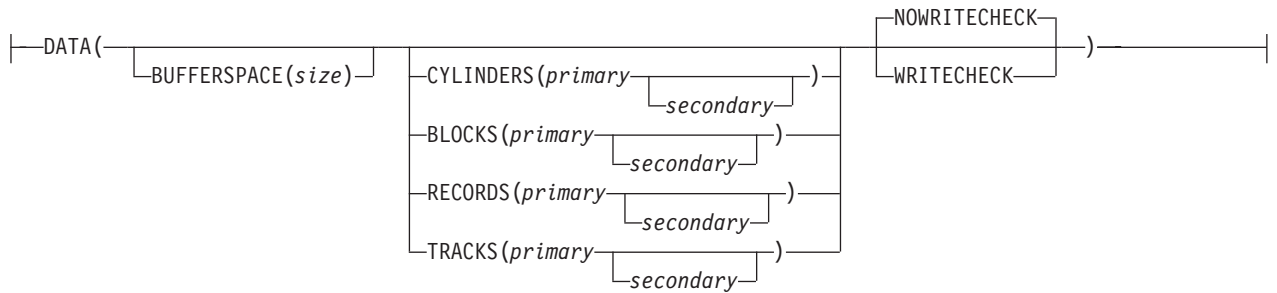 NOWRITECHECK
DATA( )
BUFFERSPACE(size) CYLINDERS(primary ) WRITECHECK
secondary
BLOCKS(primary )
secondary
RECORDS(primary )
secondary
TRACKS(primary )
secondary